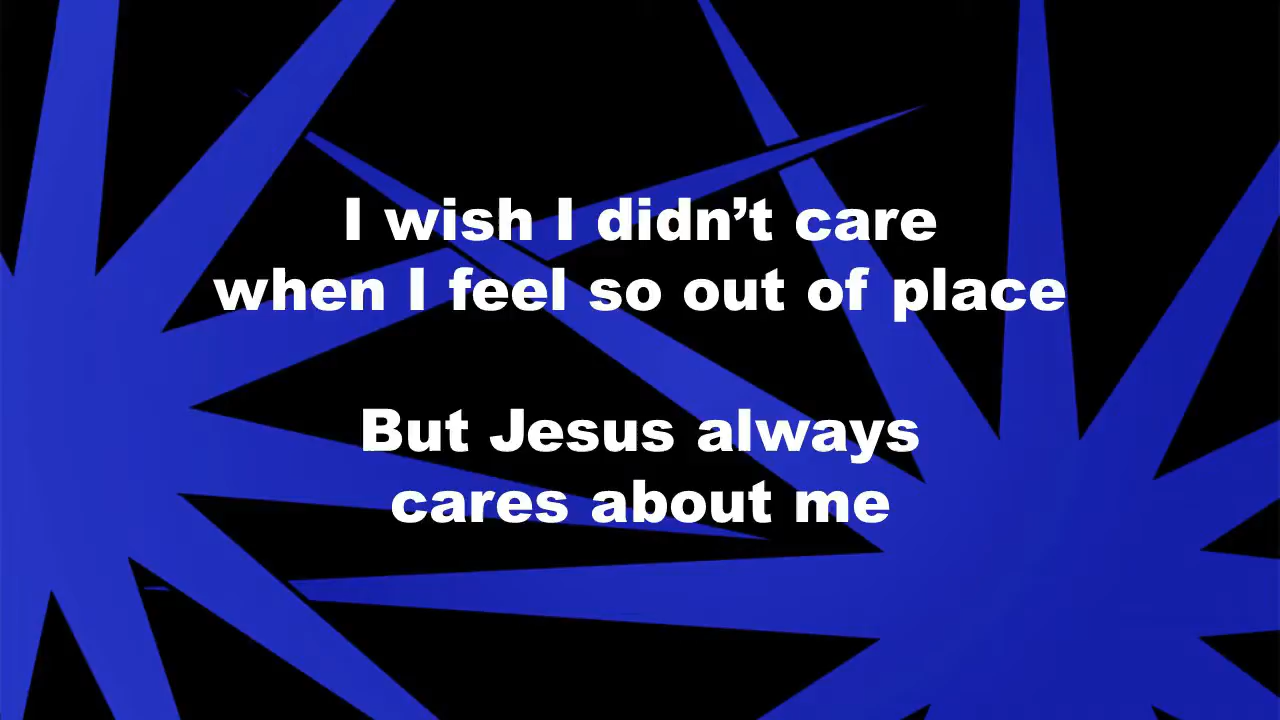 I wish I didn’t care
when I feel so out of place
But Jesus always
cares about me